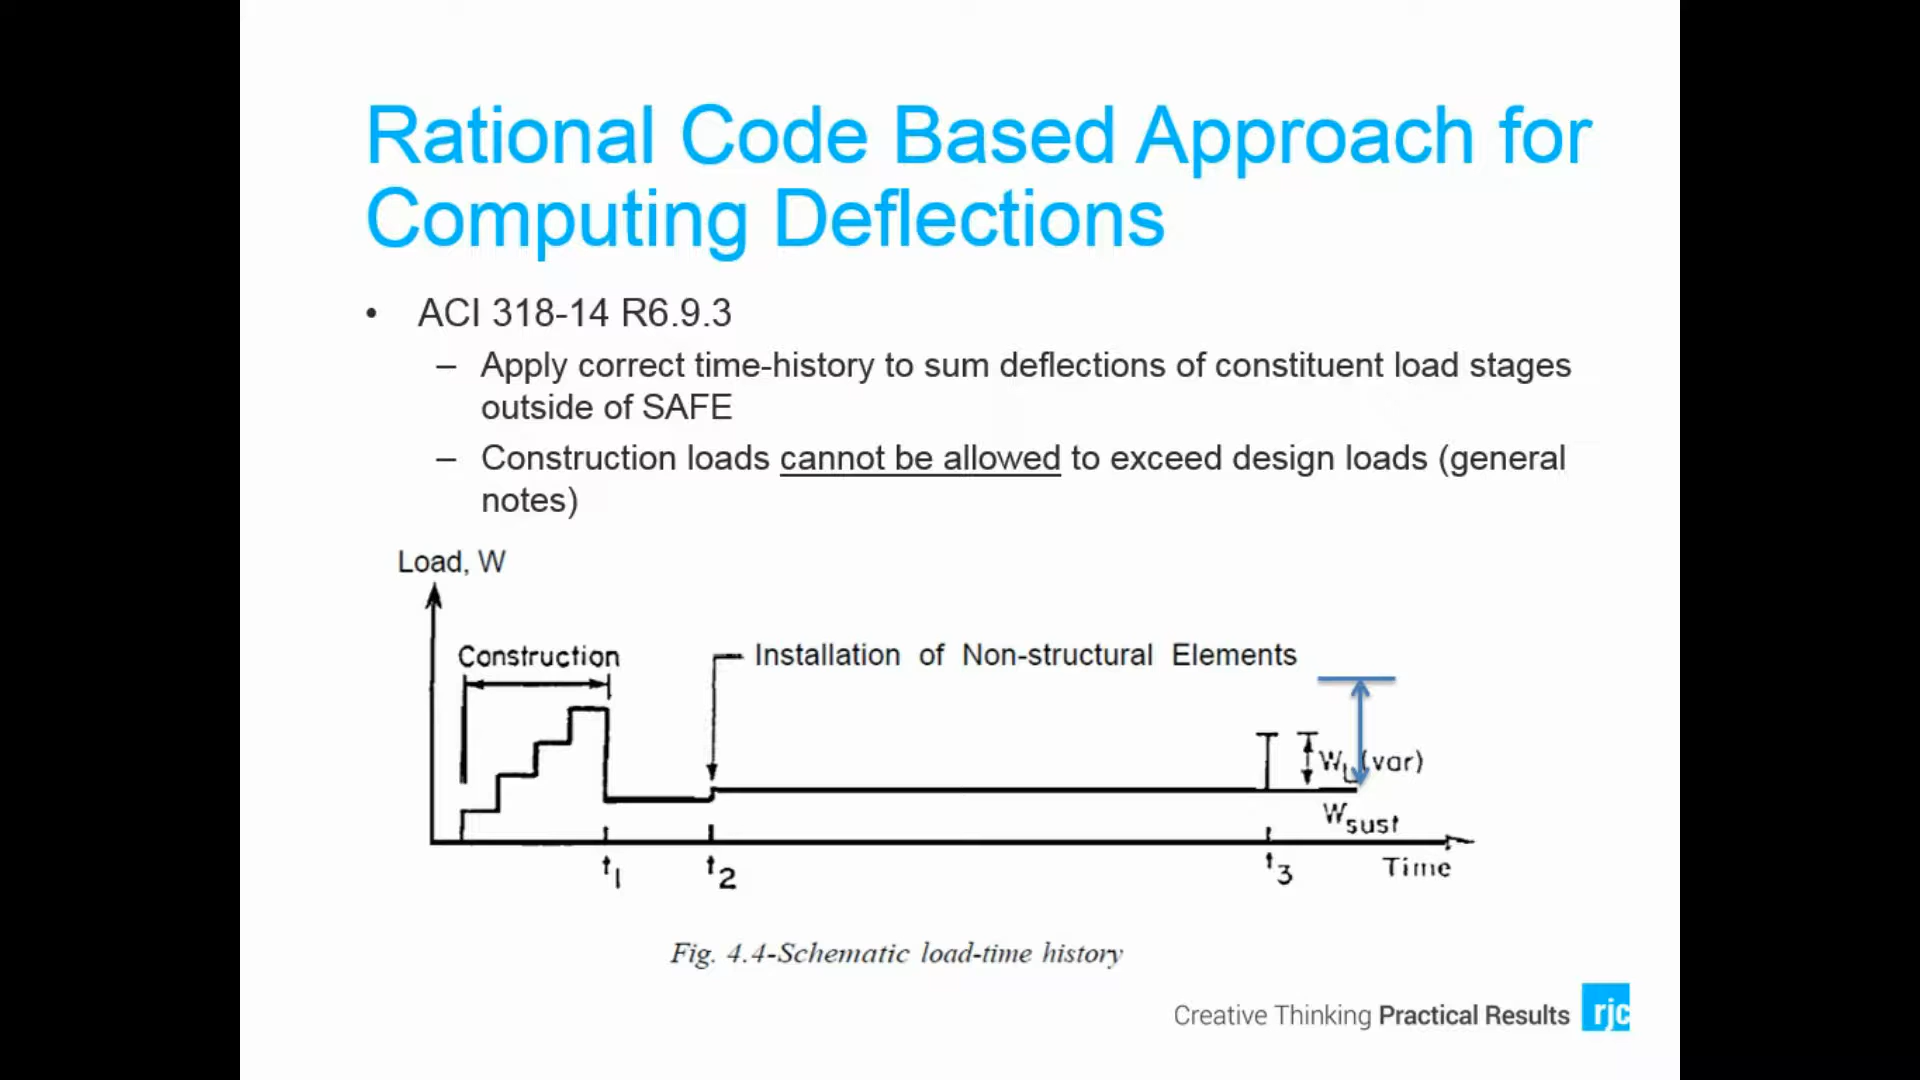 Rational Code Based Approach for
Computing Deflections
• ACI 318-14 R6.9.3
– Apply correct time-history to sum deflections of constituent load stages
outside of SAFE
– Construction loads cannot be allowed to exceed design loads (general
notes)
Load, W
Construction
Installation of Non-structural Elements
WL (var)
Wsust
t1
t2
t3
Time
Fig. 4.4-Schematic load-time history
Creative Thinking Practical Results
rjc